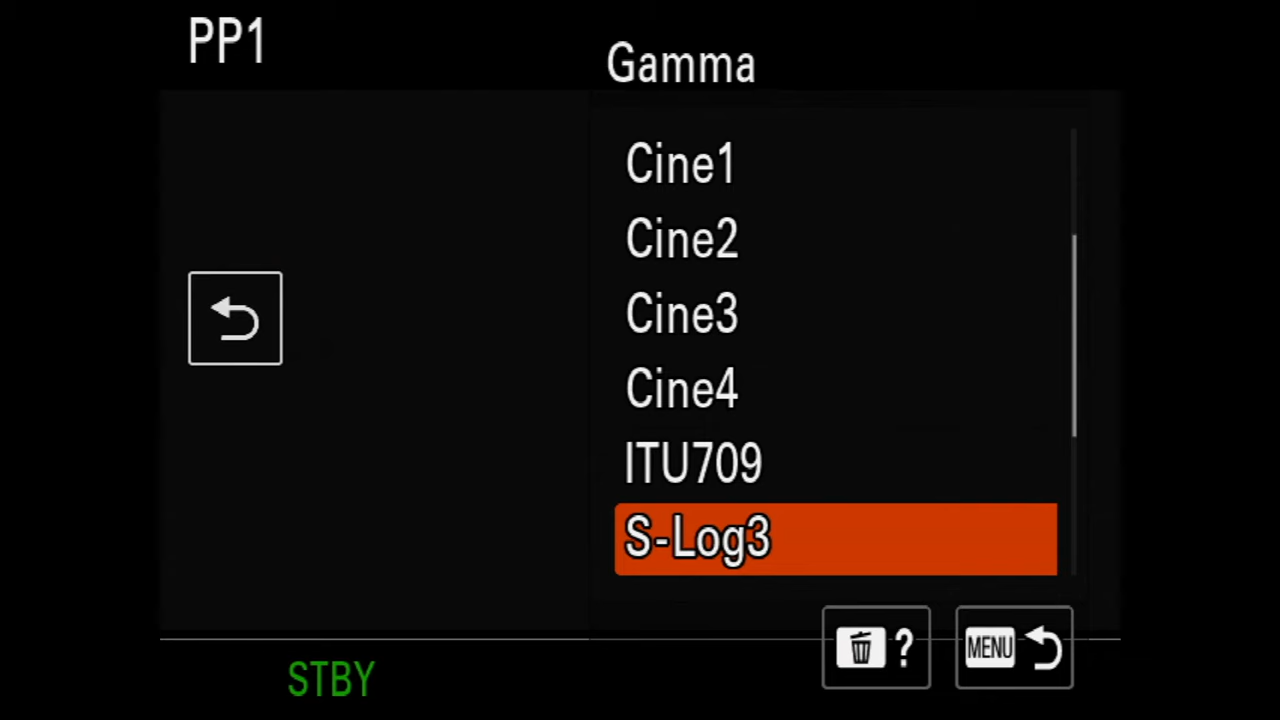 PP1
Gamma
Cine1
Cine2
Cine3
Cine4
ITU709
S-Log3
? MENU
STBY